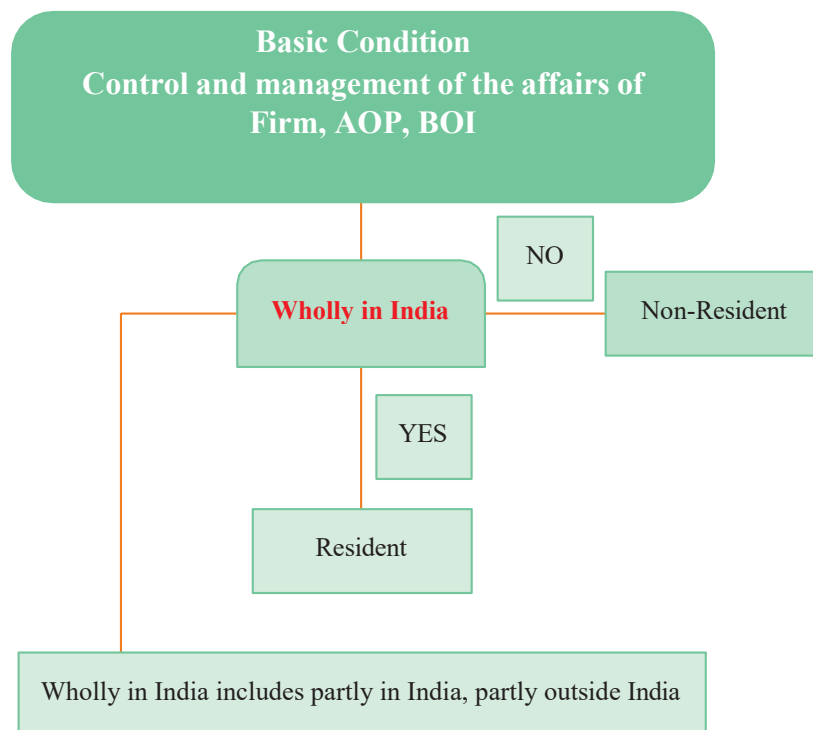 Basic Condition
Control and management of the affairs of
Firm, AOP, BOI
NO
Wholly in India
Non-Resident
YES
Resident
Wholly in India includes partly in India, partly outside India